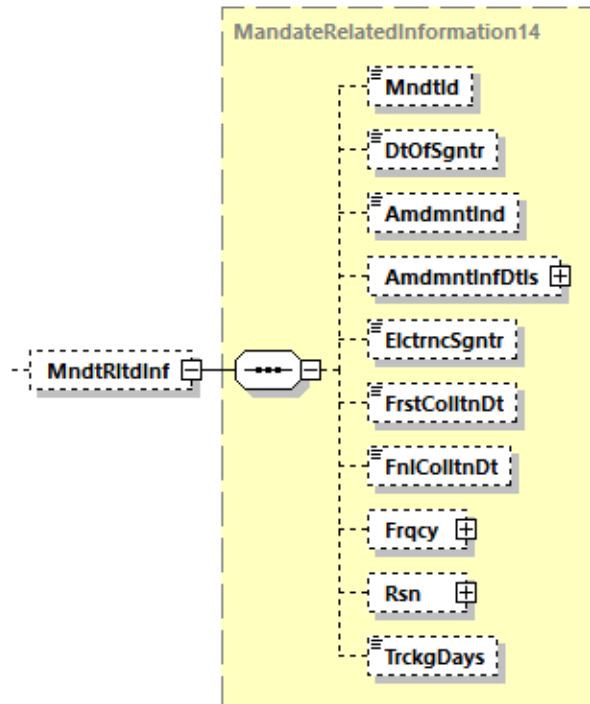 MandateRelatedInformation14
MndtId
DtOfSgntr
AmdmntInd
AmdmntInfDtls
ElctrncSgntr
MndtRltdInf
FrstColltnDt
FnlColltnDt
Frqcy
Rsn
TrckgDays